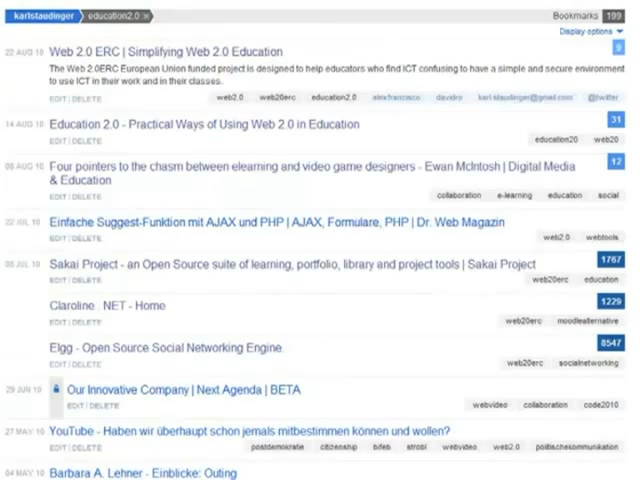 karlstaudinger education2.0 Bookmarks 199
Display options
22 AUG 10 Web 2.0 ERC | Simplifying Web 2.0 Education 9
The Web 2.0ERC European Union funded project is designed to help educators who find ICT confusing to have a simple and secure environment
to use ICT in their work and in their classes.
EDIT | DELETE web2.0 web20erc education2.0 karl.staudinger@gmail.com @twitter
14 AUG 10 Education 2.0 - Practical Ways of Using Web 2.0 in Education 31
EDIT | DELETE education20 web20
08 AUG 10 Four pointers to the chasm between elearning and video game designers - Ewan McIntosh | Digital Media 12
& Education
EDIT | DELETE collaboration e-learning education social
22 JUL 10 Einfache Suggest-Funktion mit AJAX und PHP | AJAX, Formulare, PHP | Dr. Web Magazin
EDIT | DELETE web2.0 webtools
JUL 10 Sakai Project - an Open Source suite of learning, portfolio, library and project tools | Sakai Project 1767
EDIT | DELETE web20erc education
Claroline . NET - Home 1229
EDIT | DELETE web20erc moodlealternative
Elgg - Open Source Social Networking Engine. 8547
EDIT | DELETE web20erc socialnetworking
29 JUN 10 Our Innovative Company | Next Agenda | BETA
EDIT | DELETE webvideo collaboration code2010
27 MAY 10 YouTube - Haben wir überhaupt schon jemals mitbestimmen können und wollen?
EDIT | DELETE postdemokratie citizenship bifeb strobl webvideo web2.0 politischekommunikation
04 MAY 10 Barbara A. Lehner - Einblicke: Outing